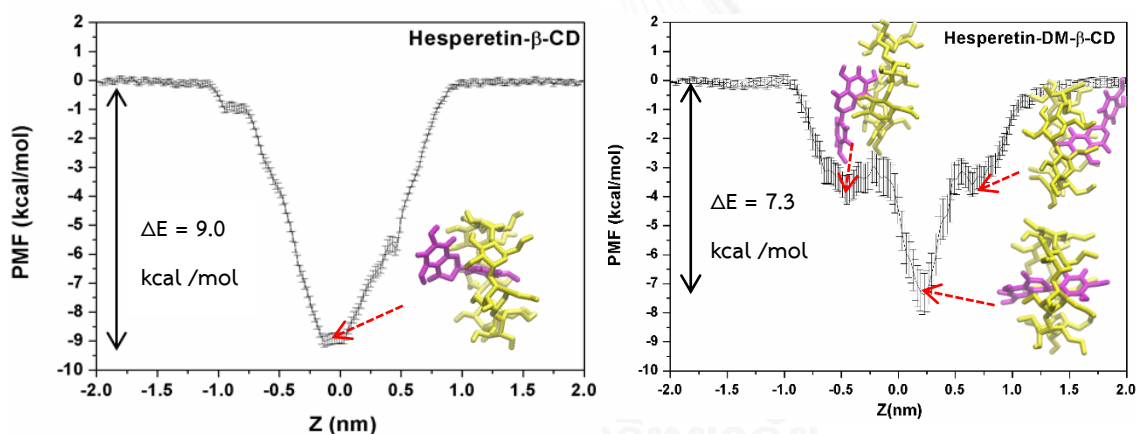 Hesperetin-β-CD
PMF (kcal/mol)
2
1
0
-1
-2
-3
-4
-5
-6
-7
-8
-9
-10
ΔE = 9.0
kcal /mol
-2.0 -1.5 -1.0 -0.5 0.0 0.5 1.0 1.5 2.0
Z (nm)
Hesperetin-DM-β-CD
PMF (kcal/mol)
2
1
0
-1
-2
-3
-4
-5
-6
-7
-8
-9
-10
ΔE = 7.3
kcal /mol
-2.0 -1.5 -1.0 -0.5 0.0 0.5 1.0 1.5 2.0
Z(nm)